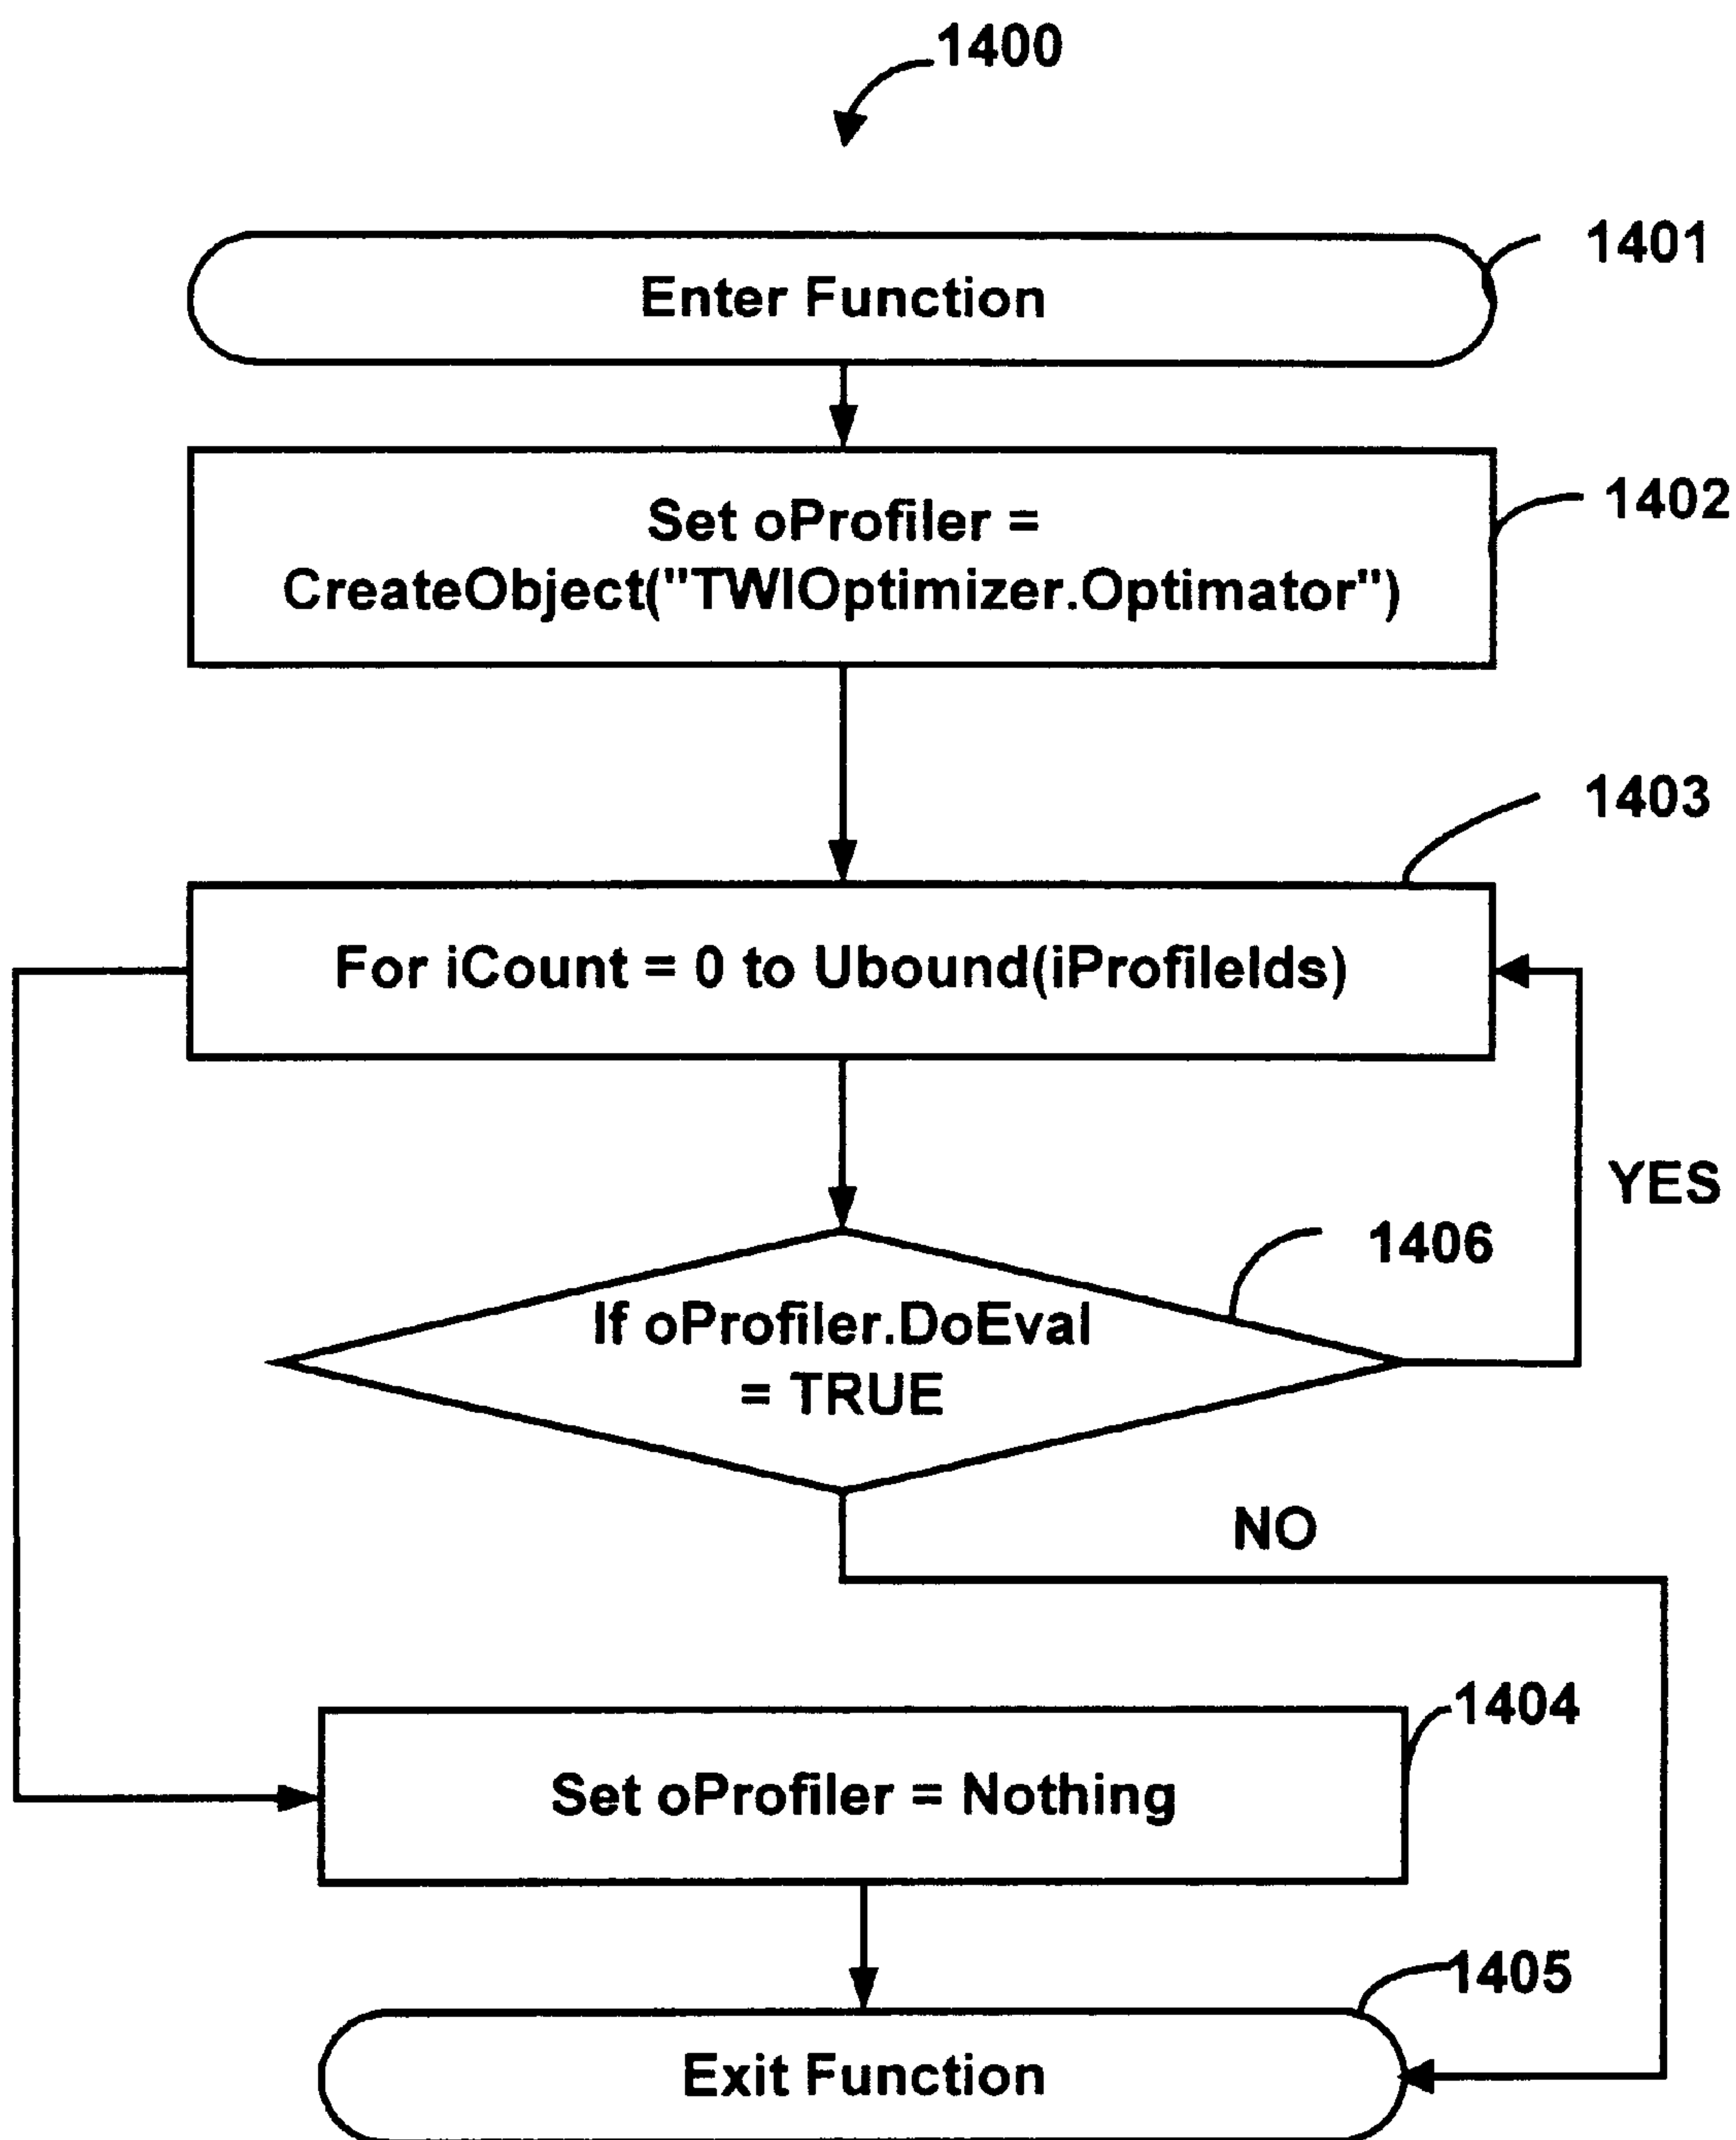 1400
1401
Enter Function
1402
Set oProfiler =
CreateObject("TWIOptimizer.Optimator")
1403
For iCount = 0 to Ubound(iProfileIds)
YES
1406
If oProfiler.DoEval
= TRUE
NO
1404
Set oProfiler = Nothing
1405
Exit Function